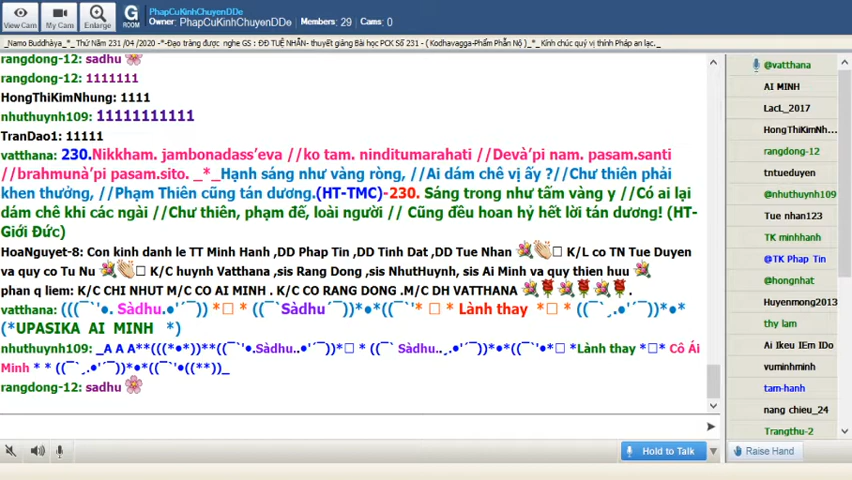 PhapCuKinhChuyenDDe
Owner: PhapCuKinhChuyenDDe Members: 29 Cams: 0
View Cam
My Cam
Enlarge
G
ROOM
_Namo Buddhàya_*_ Thứ Năm 231 /04 /2020 -*-Đạo tràng được nghe GS : ĐĐ TUỆ NHÂN- thuyết giảng Bài học PCK Số 231 - ( Kodhavagga-Phẩm Phẫn Nộ )_*_ Kính chúc quý vị thính Pháp an lạc._
rangdong-12: sadhu
rangdong-12: 1111111
HongThiKimNhung: 1111
nhuthuynh109: 11111111111
TranDao1: 11111
vatthana: 230.Nikkham. jambonadass'eva //ko tam. ninditumarahati //Devà'pi nam. pasam.santi
//brahmunà'pi pasam.sito. _*_Hạnh sáng như vàng ròng, //Ai dám chê vị ấy ?//Chư thiên phải
khen thưởng, //Phạm Thiên cũng tán dương.(HT-TMC)-230. Sáng trong như tấm vàng y //Có ai lại
dám chê khi các ngài //Chư thiên, phạm đế, loài người // Cũng đều hoan hỷ hết lời tán dương! (HT-
Giới Đức)
HoaNguyet-8: Con kinh danh le TT Minh Hanh ,DD Phap Tin ,DD Tinh Dat ,DD Tue Nhan K/L co TN Tue Duyen
va quy co Tu Nu K/C huynh Vatthana ,sis Rang Dong ,sis NhutHuynh, sis Ai Minh va quy thien huu
phan q liem: K/C CHI NHUT M/C CO AI MINH . K/C CO RANG DONG .M/C DH VATTHANA .
vatthana: (((¯`'•. Sàdhu.•'´¯)) *□ * ((¯`Sàdhu´¯))*•*((¯`'* □ * Lành thay *□ * ((¯´¸.•'´¯))*•*
(*UPASIKA AI MINH *)
nhuthuynh109: _A A A**(((*•*))**((¯`'•.Sàdhu..•'´¯))*□ * ((¯` Sàdhu..¸.•'´¯))*•*((¯`'•*□ *Lành thay *□* Cô Ái
Minh * * ((¯`¸.•'´¯))*•*((¯`'•((**))_
rangdong-12: sadhu
@vatthana
AI MINH
LacL_2017
HongThiKimNh...
rangdong-12
tntueduyen
@nhuthuynh109
Tue nhan123
TK minhhanh
@TK Phap Tin
@hongnhat
Huyenmong2013
thy lam
Ai Ikeu IEm IDo
vuminhminh
tam-hanh
nang chieu_24
Trangthu-2
Hold to Talk
Raise Hand